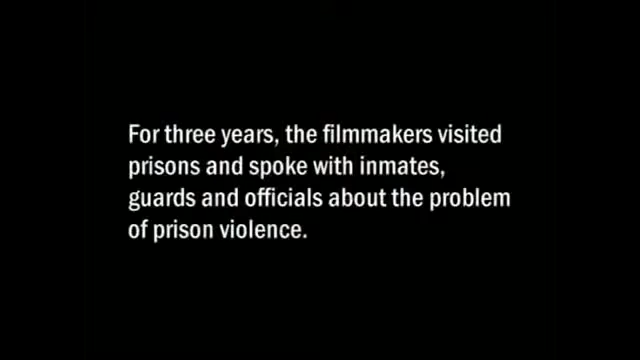 For three years, the filmmakers visited
prisons and spoke with inmates,
guards and officials about the problem
of prison violence.